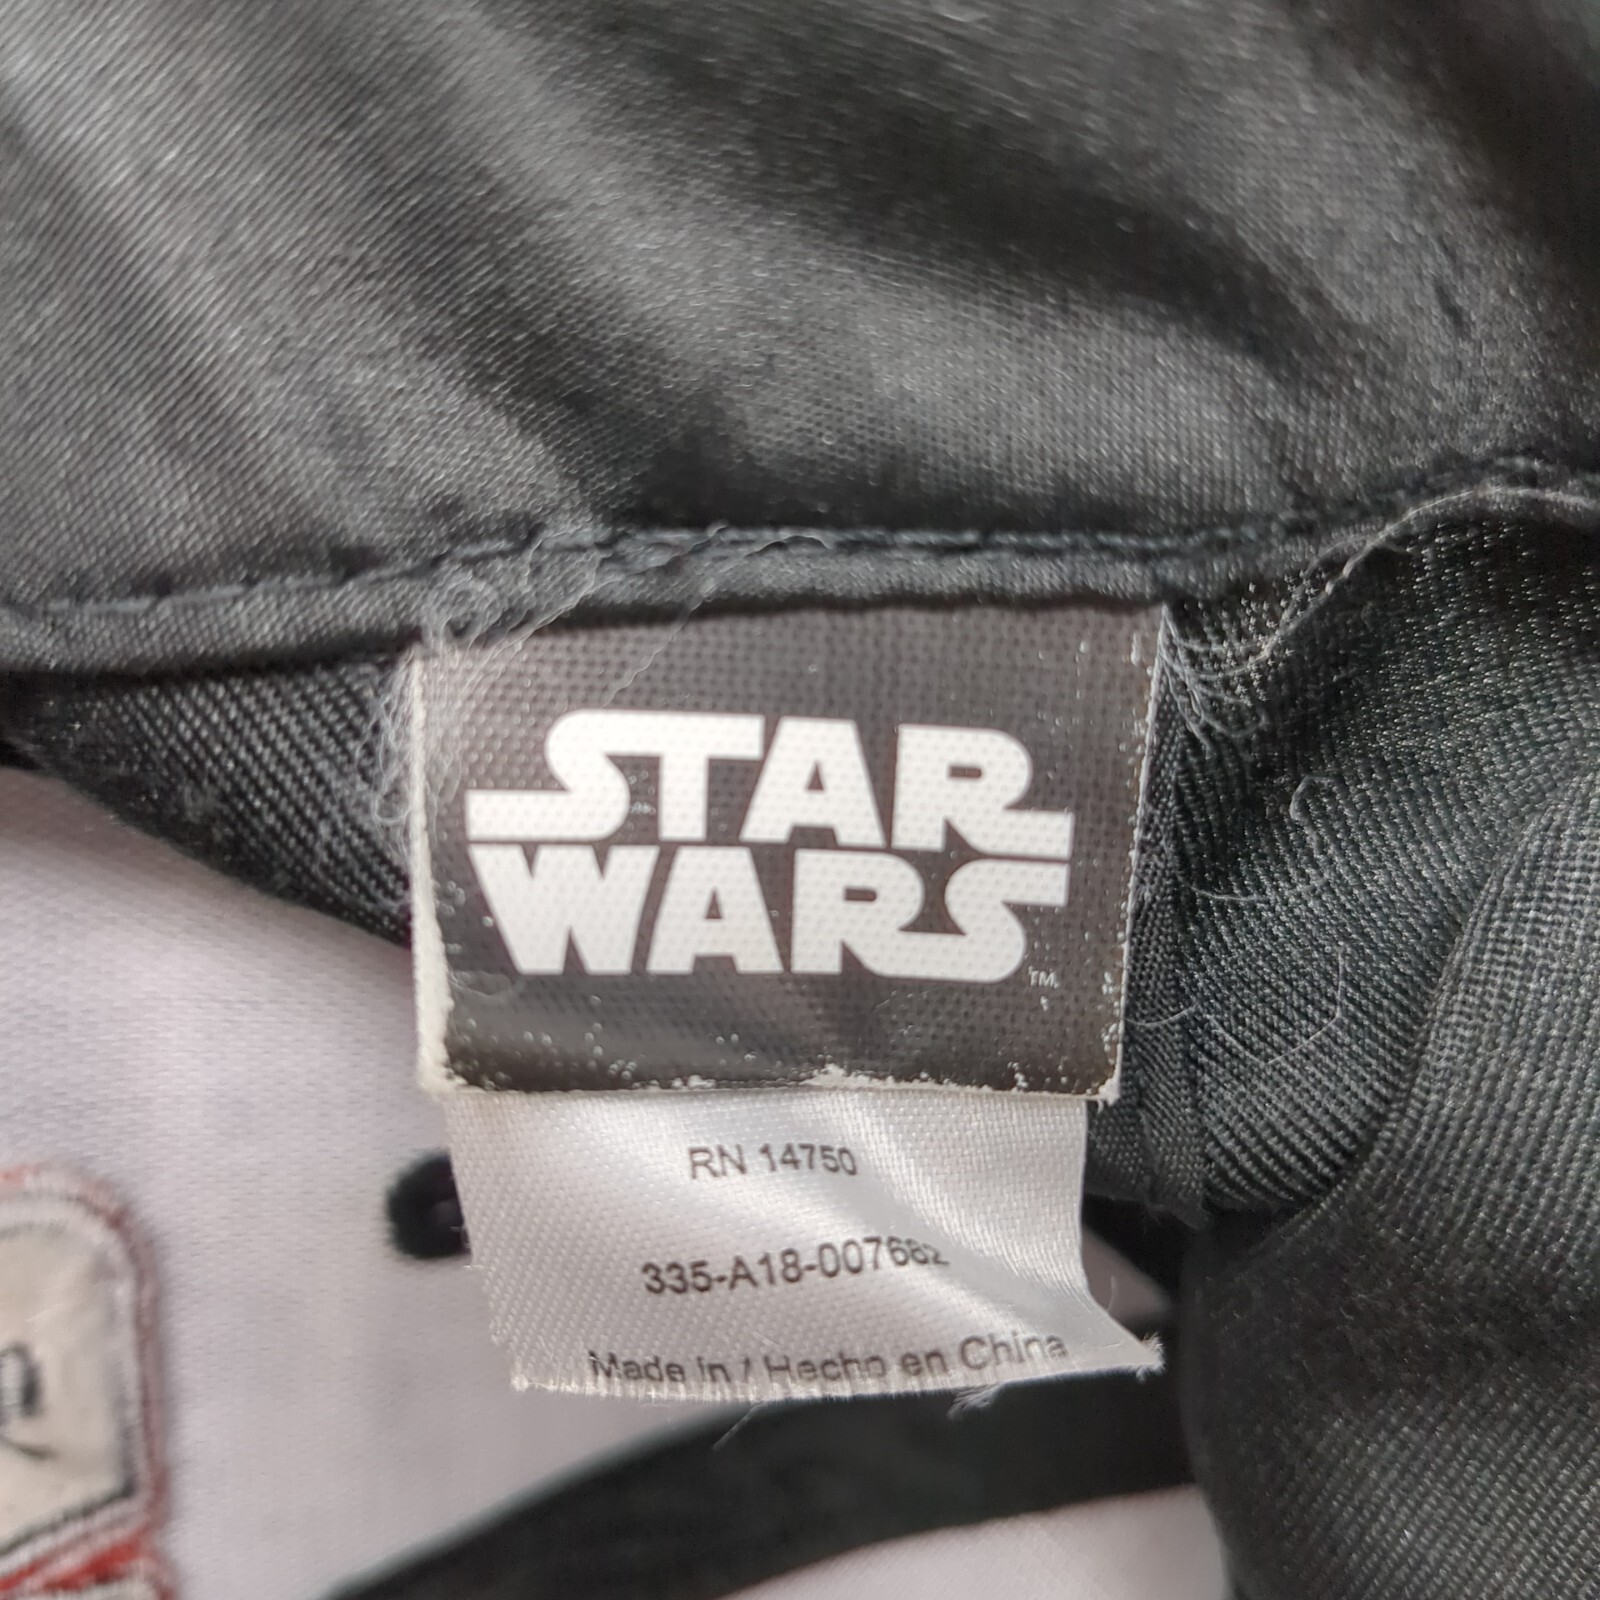 STAR
WARS
TM
RN 14750
335-A18-007682
Made in / Hecho en China